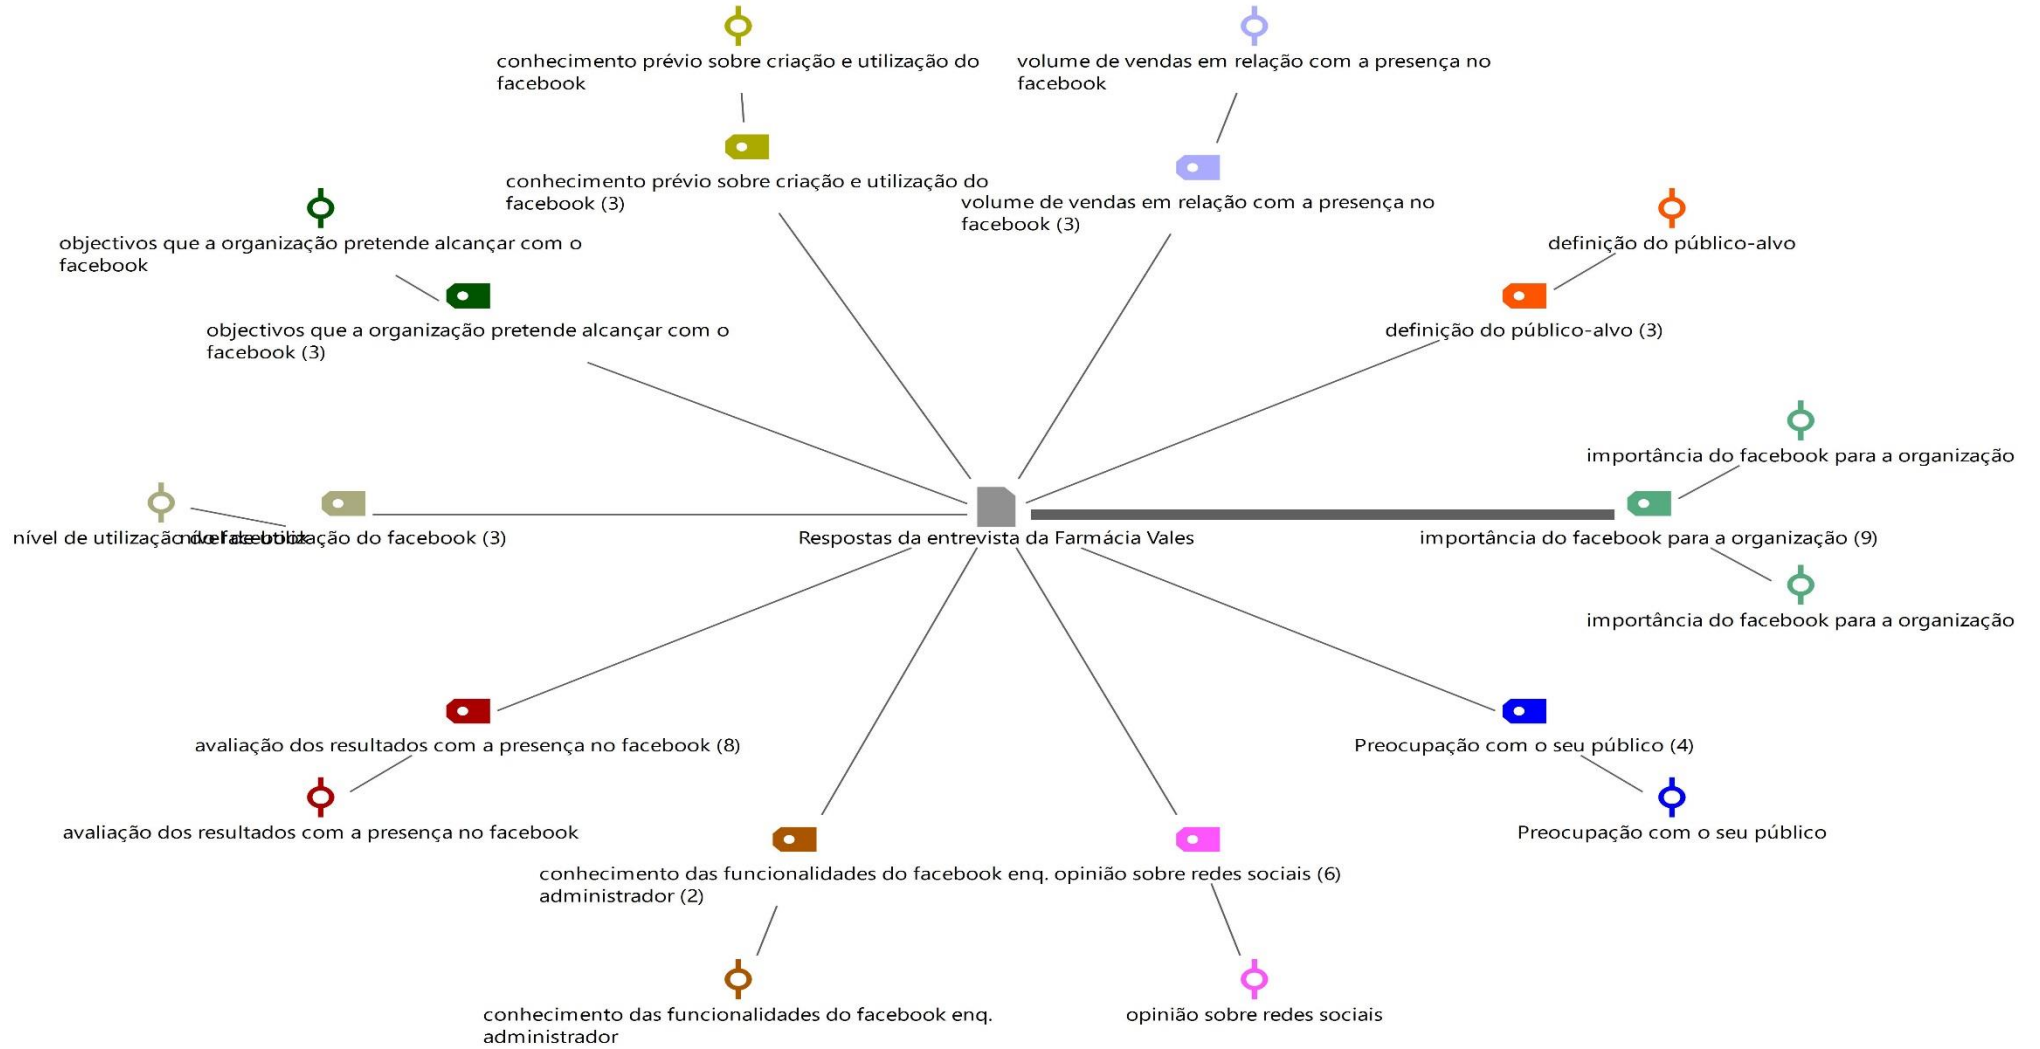 conhecimento prévio sobre criação e utilização do
facebook
volume de vendas em relação com a presença no
facebook
conhecimento prévio sobre criação e utilização do
facebook (3)
volume de vendas em relação com a presença no
facebook (3)
objectivos que a organização pretende alcançar com o
facebook
definição do público-alvo
objectivos que a organização pretende alcançar com o
facebook (3)
definição do público-alvo (3)
importância do facebook para a organização
nível de utilização do facebook
nível de utilização do facebook (3)
Respostas da entrevista da Farmácia Vales
importância do facebook para a organização (9)
importância do facebook para a organização
avaliação dos resultados com a presença no facebook (8)
Preocupação com o seu público (4)
avaliação dos resultados com a presença no facebook
Preocupação com o seu público
conhecimento das funcionalidades do facebook enq.
administrador (2)
opinião sobre redes sociais (6)
conhecimento das funcionalidades do facebook enq.
administrador
opinião sobre redes sociais